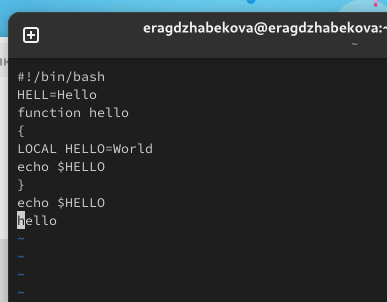 eragdzhabekova@eragdzhabekova:~
~
#!/bin/bash
HELL=Hello
function hello
{
LOCAL HELLO=World
echo $HELLO
}
echo $HELLO
hello
~
~
~
~